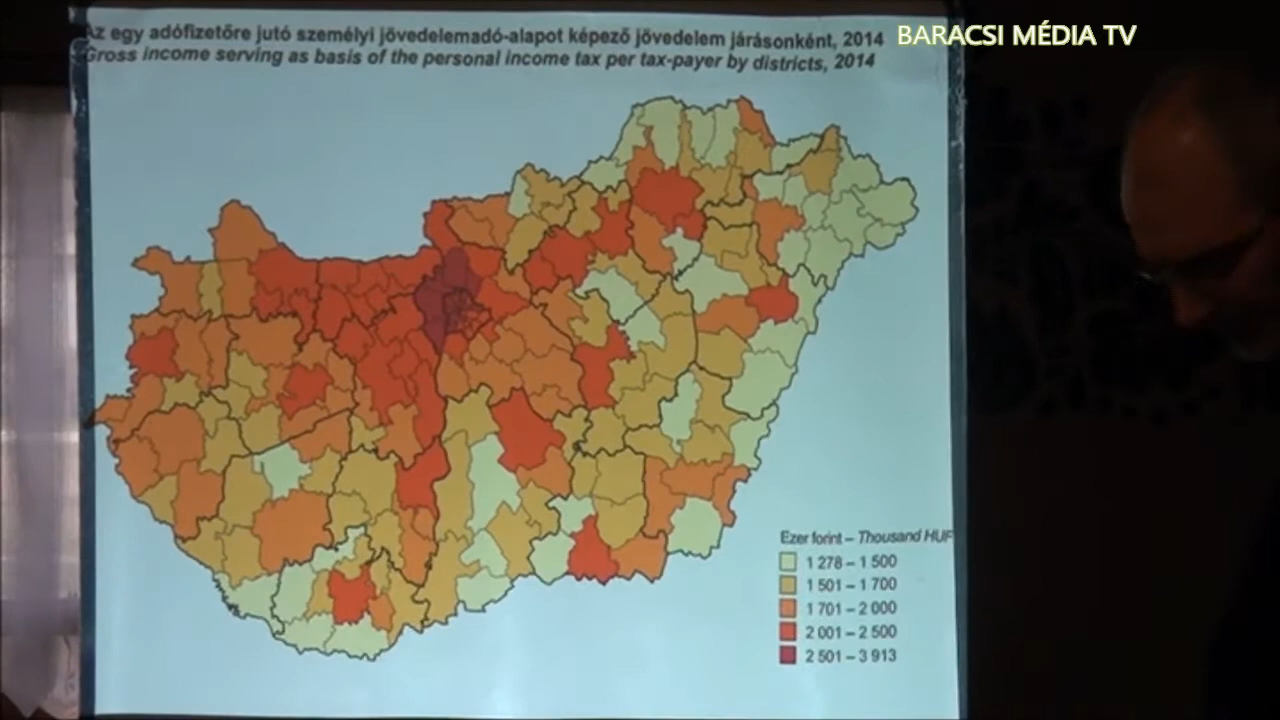 BARACSI MÉDIA TV
Az egy adófizetőre jutó személyi jövedelemadó-alapot képező jövedelem járásonként, 2014
Gross income serving as basis of the personal income tax per tax-payer by districts, 2014
Ezer forint – Thousand HUF
1 278 – 1 500
1 501 – 1 700
1 701 – 2 000
2 001 – 2 500
2 501 – 3 913